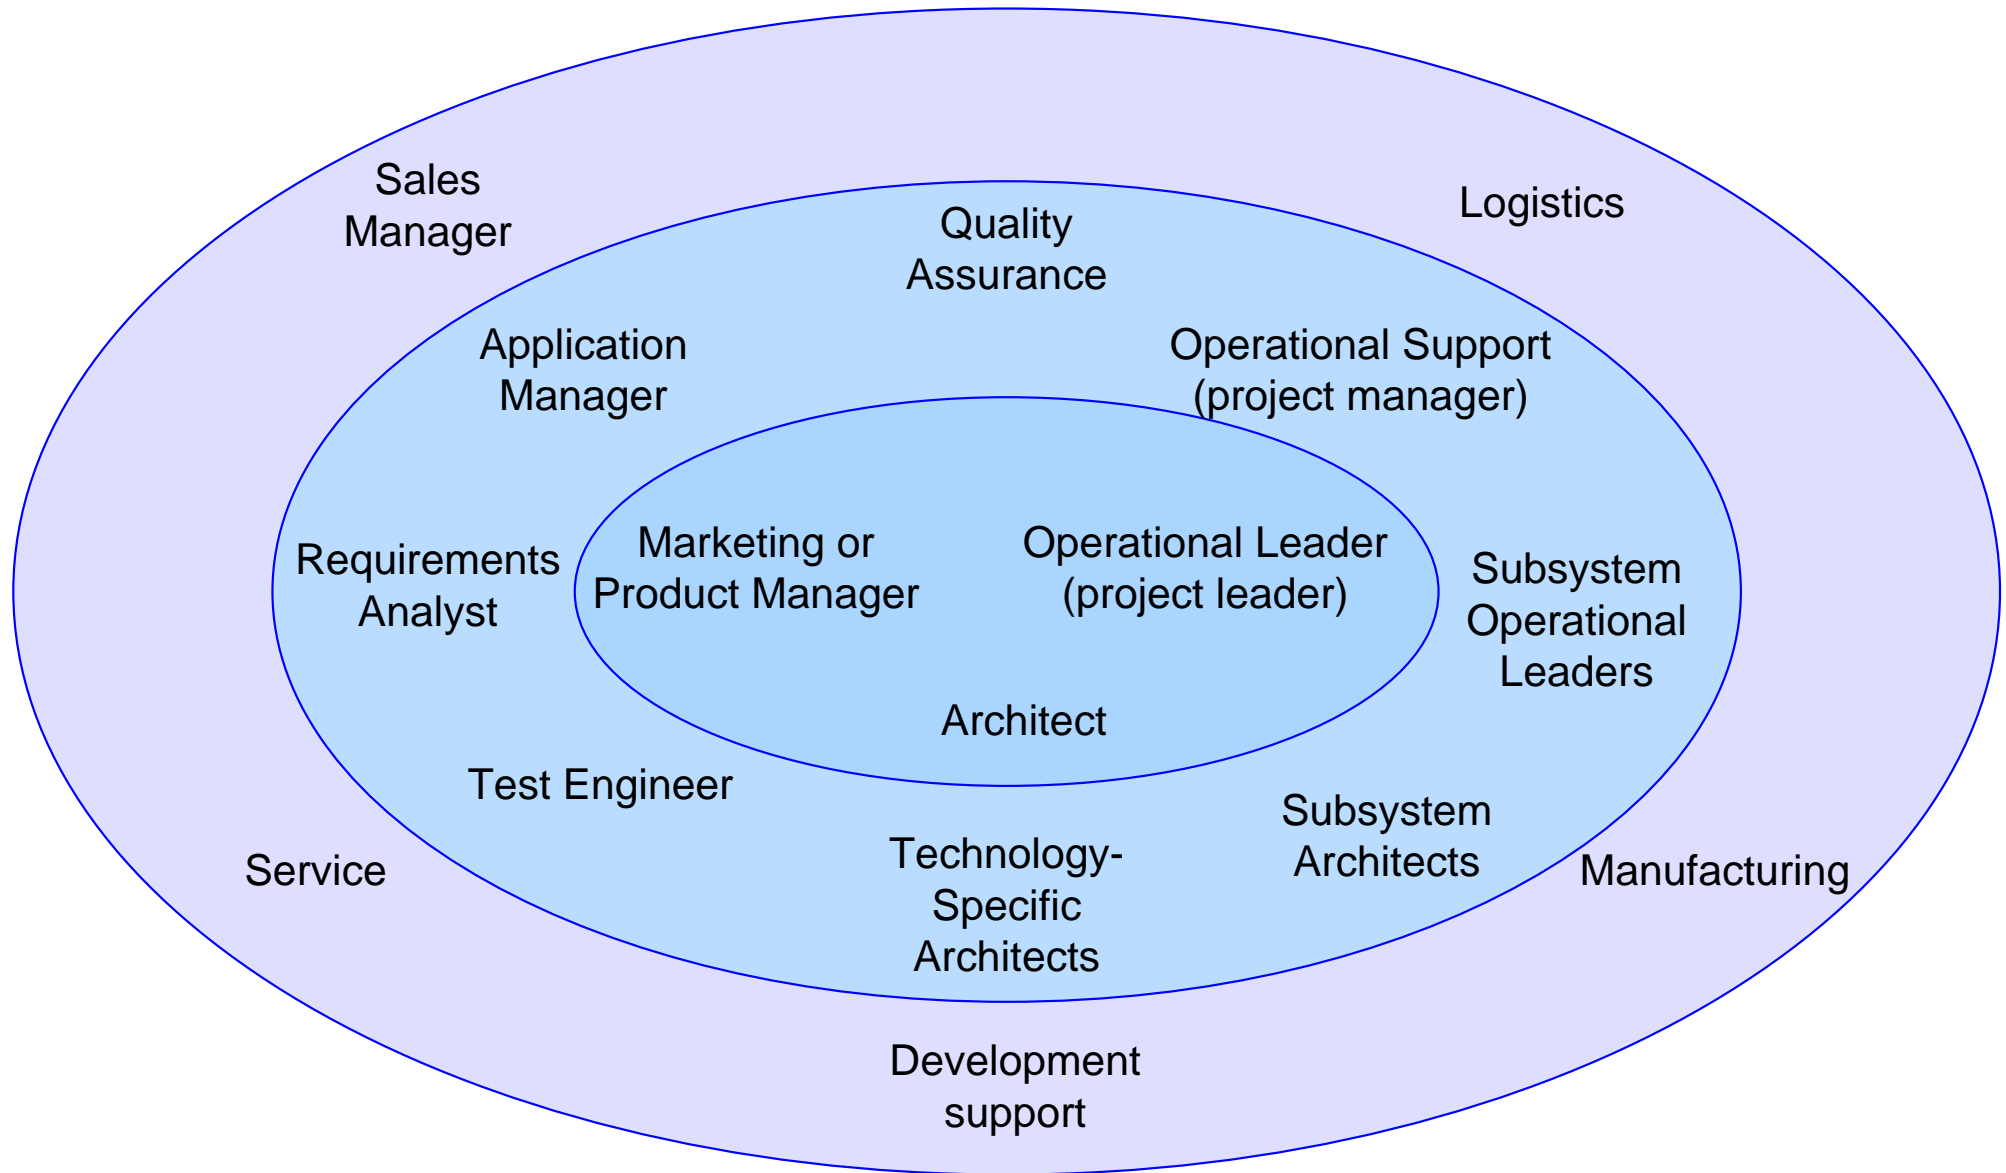 Sales
Manager
Logistics
Quality
Assurance
Application
Manager
Operational Support
(project manager)
Requirements
Analyst
Marketing or
Product Manager
Operational Leader
(project leader)
Subsystem
Operational
Leaders
Architect
Test Engineer
Subsystem
Architects
Technology-
Specific
Architects
Service
Manufacturing
Development
support